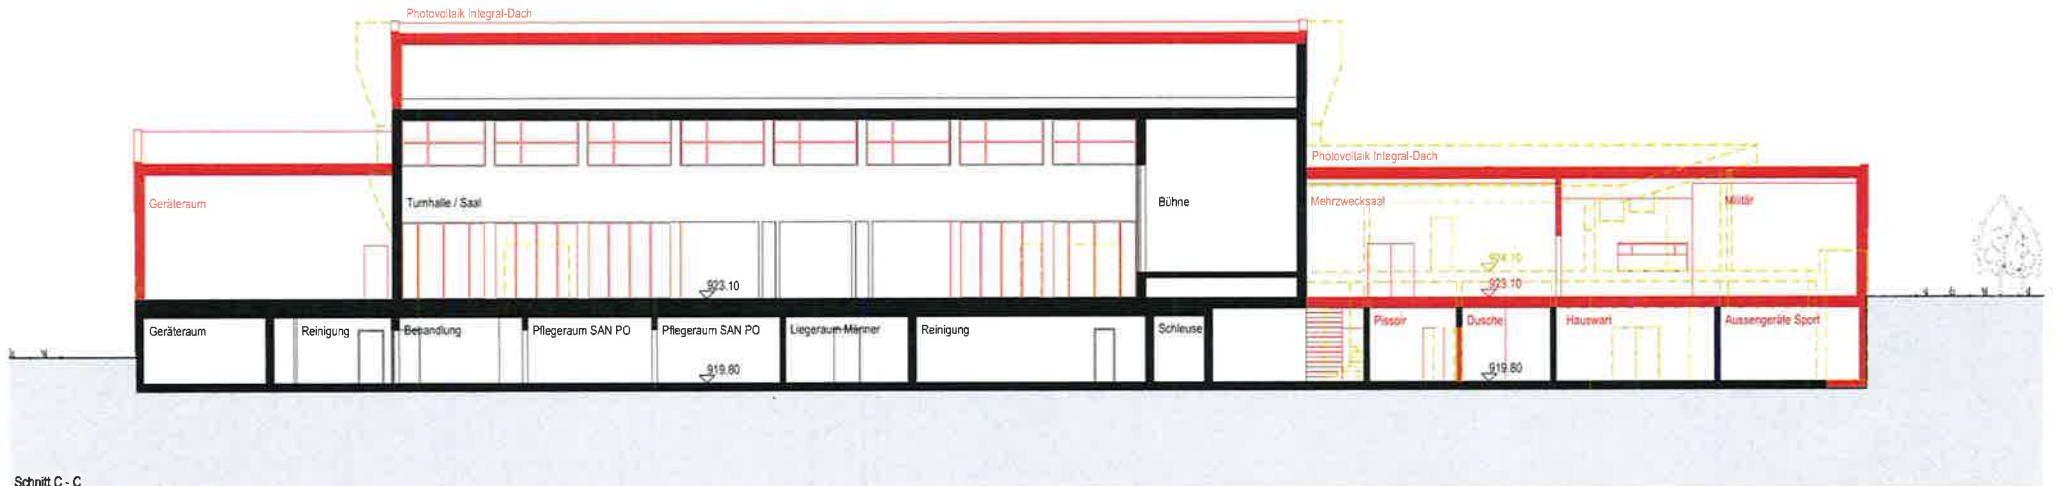 Photovoltaik Integral-Dach
Photovoltaik Integral-Dach
Geräteraum
Turnhalle / Saal
Bühne
Mehrzwecksaal
Militär
924.10
923.10
923.10
Geräteraum
Reinigung
Behandlung
Pflegeraum SAN PO
Pflegeraum SAN PO
Liegeraum Männer
Reinigung
Schleuse
Pissoir
Dusche
Hauswart
Aussengeräte Sport
919.80
919.80
Schnitt C - C